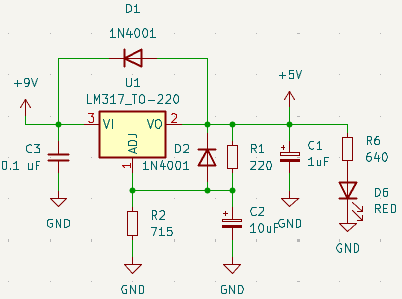 D1
1N4001
+9V
U1
LM317_TO-220
+5V
3 VI VO 2
ADJ
1
C3
0.1 uF
D2
1N4001
R1
220
C1
1uF
R6
640
D6
RED
R2
715
C2
10uF
GND
GND
GND
GND
GND